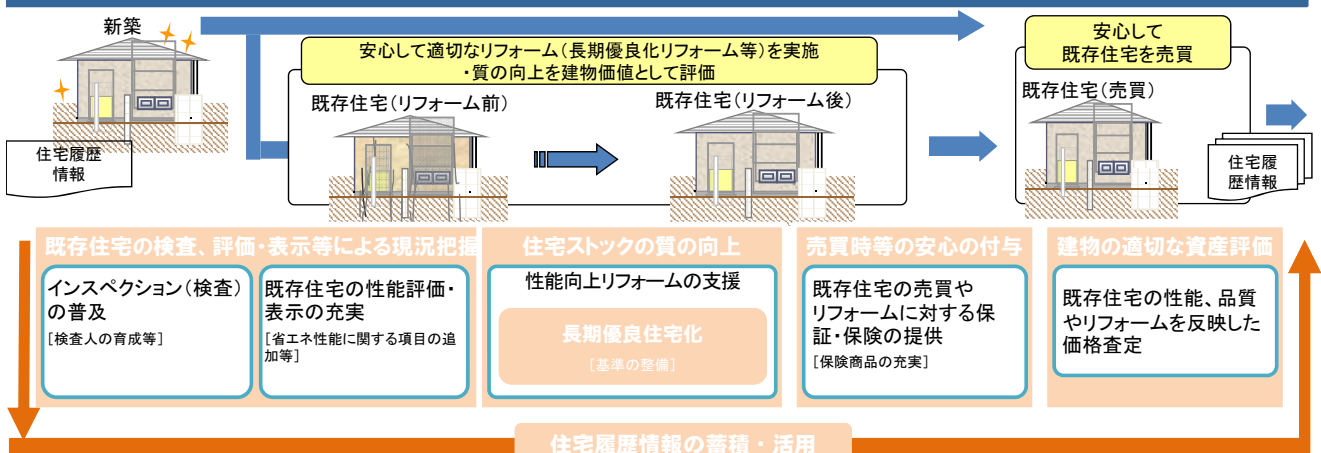 新築
安心して適切なリフォーム(長期優良化リフォーム等)を実施
・質の向上を建物価値として評価
安心して
既存住宅を売買
既存住宅(リフォーム前)
既存住宅(リフォーム後)
既存住宅(売買)
住宅履歴
情報
住宅履
歴情報
既存住宅の検査、評価・表示等による現況把握
インスペクション(検査)
の普及
[検査人の育成等]
既存住宅の性能評価・
表示の充実
[省エネ性能に関する項目の追
加等]
住宅ストックの質の向上
性能向上リフォームの支援
長期優良住宅化
[基準の整備]
売買時等の安心の付与
既存住宅の売買や
リフォームに対する保
証・保険の提供
[保険商品の充実]
建物の適切な資産評価
既存住宅の性能、品質
やリフォームを反映した
価格査定
住宅履歴情報の蓄積・活用